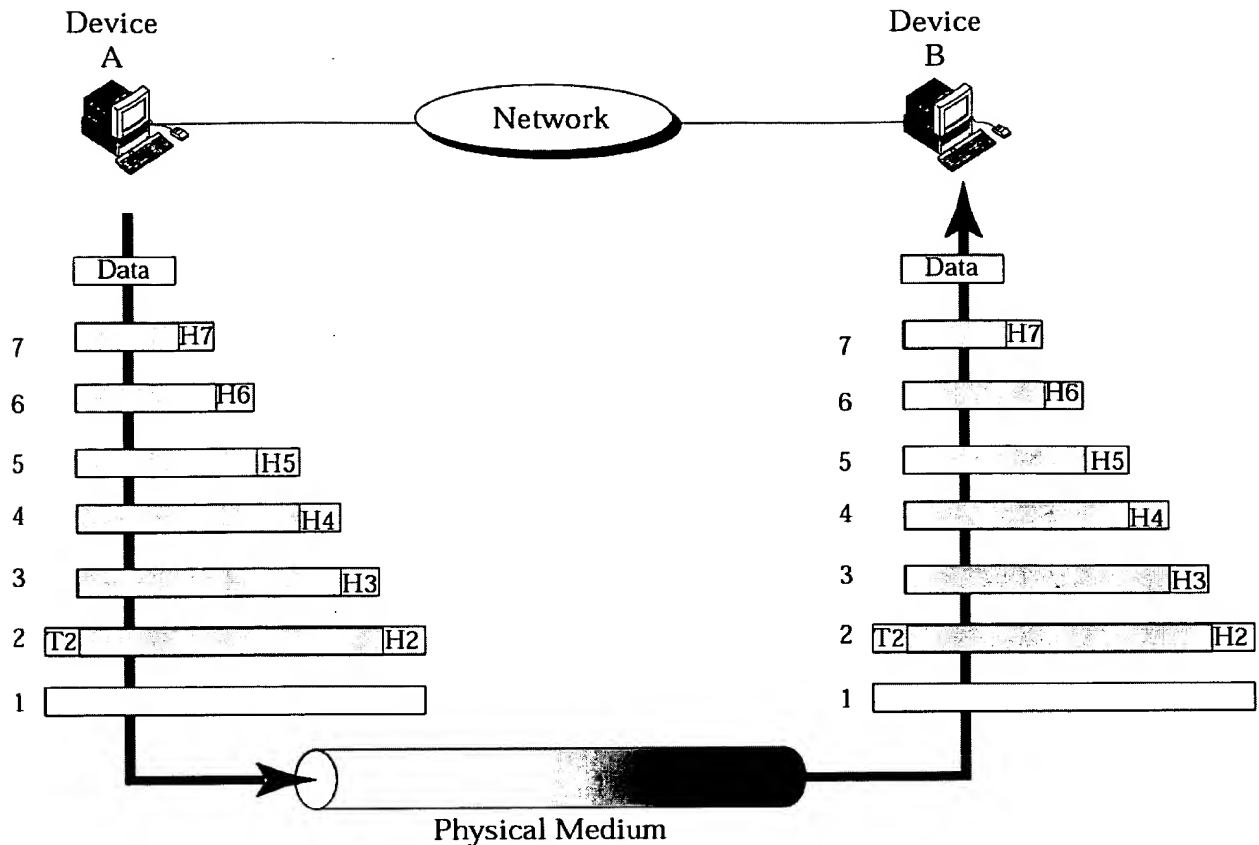 Device
A
Device
B
Network
Data
Data
7
H7
7
H7
6
H6
6
H6
5
H5
5
H5
4
H4
4
H4
3
H3
3
H3
2
T2
H2
2
T2
H2
1
1
Physical Medium